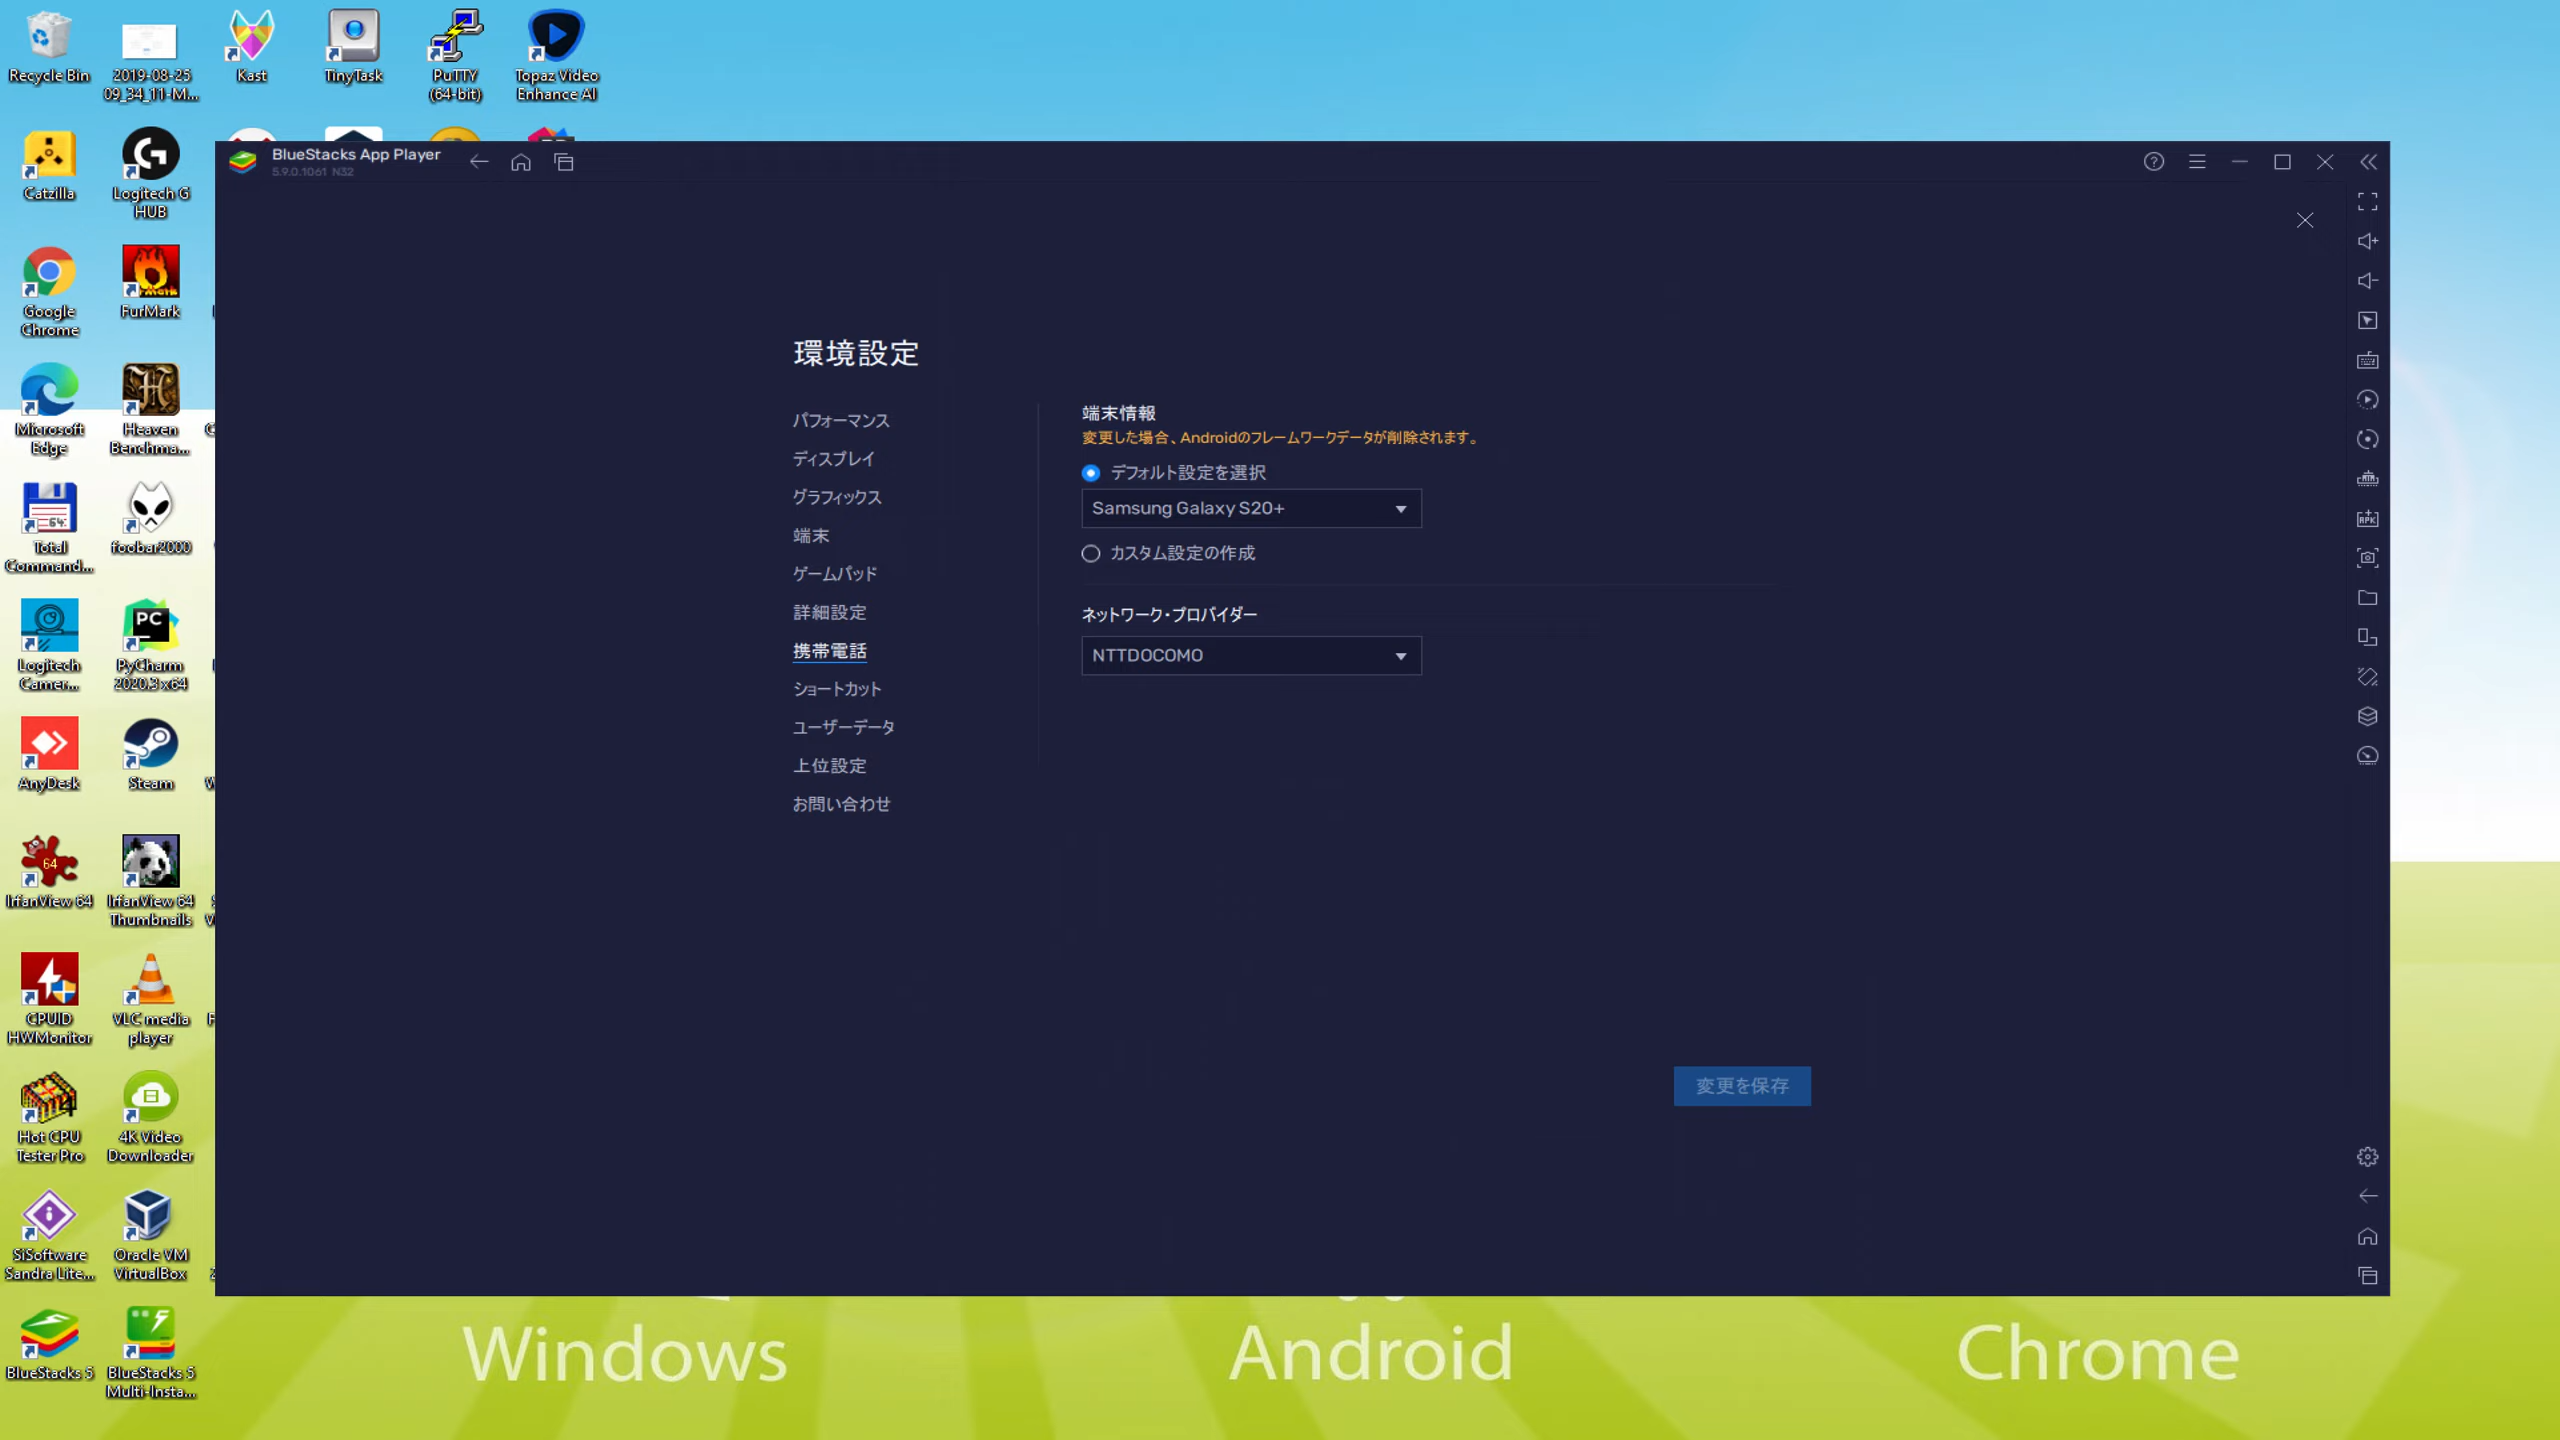 Recycle Bin
2019-08-25
09_34_11-M...
Kast
TinyTask
PuTTY
(64-bit)
Topaz Video
Enhance AI
Catzilla
Logitech G
HUB
Google
Chrome
FurMark
Microsoft
Edge
Heaven
Benchma...
Total
Command...
foobar2000
Logitech
Camer...
PyCharm
2020.3 x64
AnyDesk
Steam
IrfanView 64
IrfanView 64
Thumbnails
CPUID
HWMonitor
VLC media
player
Hot CPU
Tester Pro
4K Video
Downloader
SiSoftware
Sandra Lite...
Oracle VM
VirtualBox
BlueStacks 5
BlueStacks 5
Multi-Insta...
BlueStacks App Player
5.9.0.1061 N32
環境設定
パフォーマンス
ディスプレイ
グラフィックス
端末
ゲームパッド
詳細設定
携帯電話
ショートカット
ユーザーデータ
上位設定
お問い合わせ
端末情報
変更した場合、Androidのフレームワークデータが削除されます。
デフォルト設定を選択
Samsung Galaxy S20+
カスタム設定の作成
ネットワーク・プロバイダー
NTTDOCOMO
変更を保存
Windows
Android
Chrome